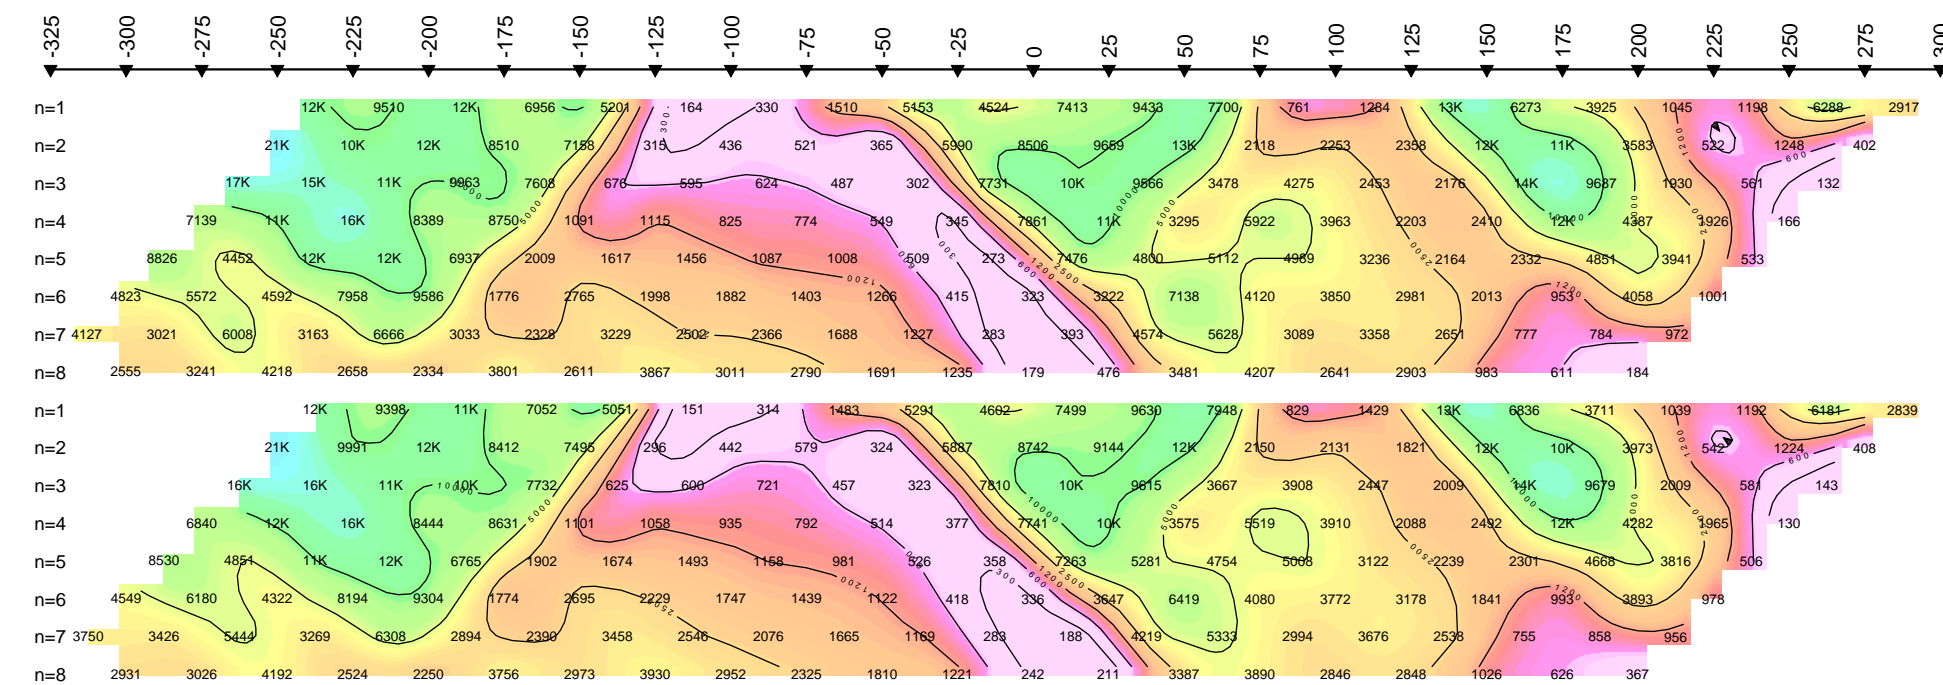 -325 -300 -275 -250 -225 -200 -175 -150 -125 -100 -75 -50 -25 0 25 50 75 100 125 150 175 200 225 250 275 300
n=1 12K 9510 12K 6956 5201 164 330 1510 5153 4524 7413 9433 7700 761 1284 13K 6273 3925 1045 1198 6288 2917
n=2 21K 10K 12K 8510 7158 315 436 521 365 5990 8506 9659 13K 2118 2253 2358 12K 11K 3583 522 1248 402
n=3 17K 15K 11K 9963 7608 676 595 624 487 302 7731 10K 9566 3478 4275 2453 2176 14K 9687 1930 561 132
n=4 7139 11K 16K 8389 8750 1091 1115 825 774 549 345 7861 11K 3295 5922 3963 2203 2410 12K 4387 1926 166
n=5 8826 4452 12K 12K 6937 2009 1617 1456 1087 1008 509 273 7476 4800 5112 4989 3236 2164 2332 4851 3941 533
n=6 4823 5572 4592 7958 9586 1776 2765 1998 1882 1403 1266 415 323 3222 7138 4120 3850 2981 2013 953 4058 1001
n=7 4127 3021 6008 3163 6666 3033 2328 3229 2502 2366 1688 1227 283 393 4574 5628 3089 3358 2651 777 784 972
n=8 2555 3241 4218 2658 2334 3801 2611 3867 3011 2790 1691 1235 179 476 3481 4207 2641 2903 983 611 184
n=1 12K 9398 11K 7052 5051 151 314 1483 5291 4662 7499 9630 7948 829 1429 13K 6836 3711 1039 1192 6181 2839
n=2 21K 9991 12K 8412 7495 296 442 579 324 5887 8742 9144 12K 2150 2131 1821 12K 10K 3973 542 1224 408
n=3 16K 16K 11K 10K 7732 625 600 721 457 323 7810 10K 9615 3667 3908 2447 2009 14K 9679 2009 581 143
n=4 6840 12K 16K 8444 8631 1101 1058 935 792 514 377 7741 10K 3575 5519 3910 2088 2492 12K 4282 1965 130
n=5 8530 4851 11K 12K 6765 1902 1674 1493 1158 981 526 358 7263 5281 4754 5008 3122 2239 2301 4668 3816 506
n=6 4549 6180 4322 8194 9304 1774 2695 2229 1747 1439 1122 418 336 3647 6419 4080 3772 3178 1841 993 3893 978
n=7 3750 3426 5444 3269 6308 2894 2390 3458 2546 2076 1665 1169 283 188 4219 5333 2994 3676 2538 755 858 956
n=8 2931 3026 4192 2524 2250 3756 2973 3930 2952 2325 1810 1221 242 211 3387 3890 2846 2848 1026 626 367